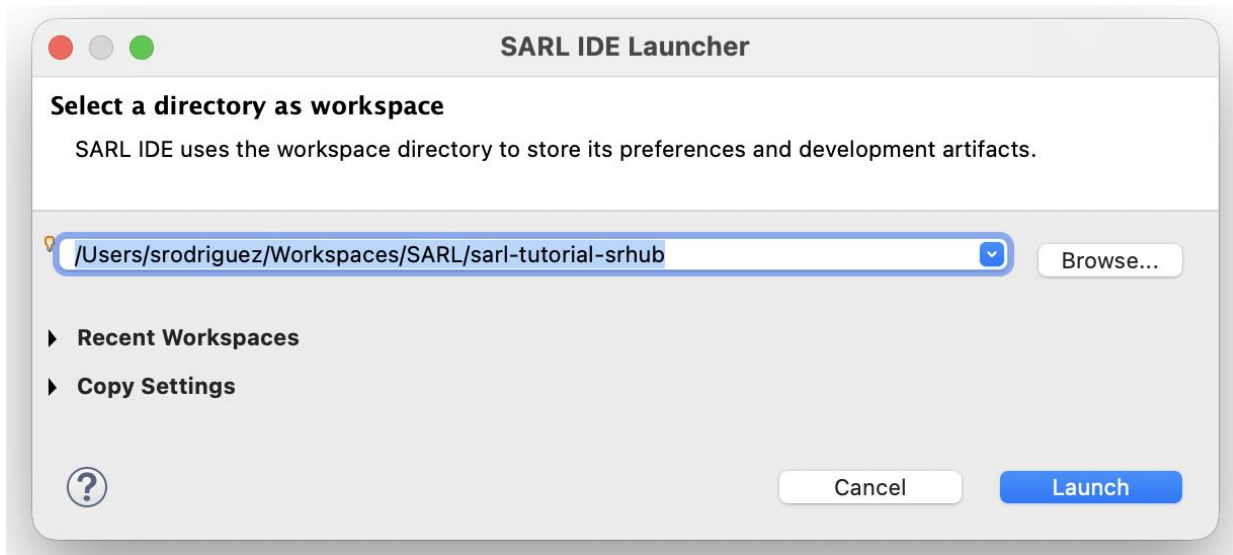 SARL IDE Launcher
Select a directory as workspace
SARL IDE uses the workspace directory to store its preferences and development artifacts.
/Users/srodriguez/Workspaces/SARL/sarl-tutorial-srhub
Browse...
Recent Workspaces
Copy Settings
?
Cancel
Launch